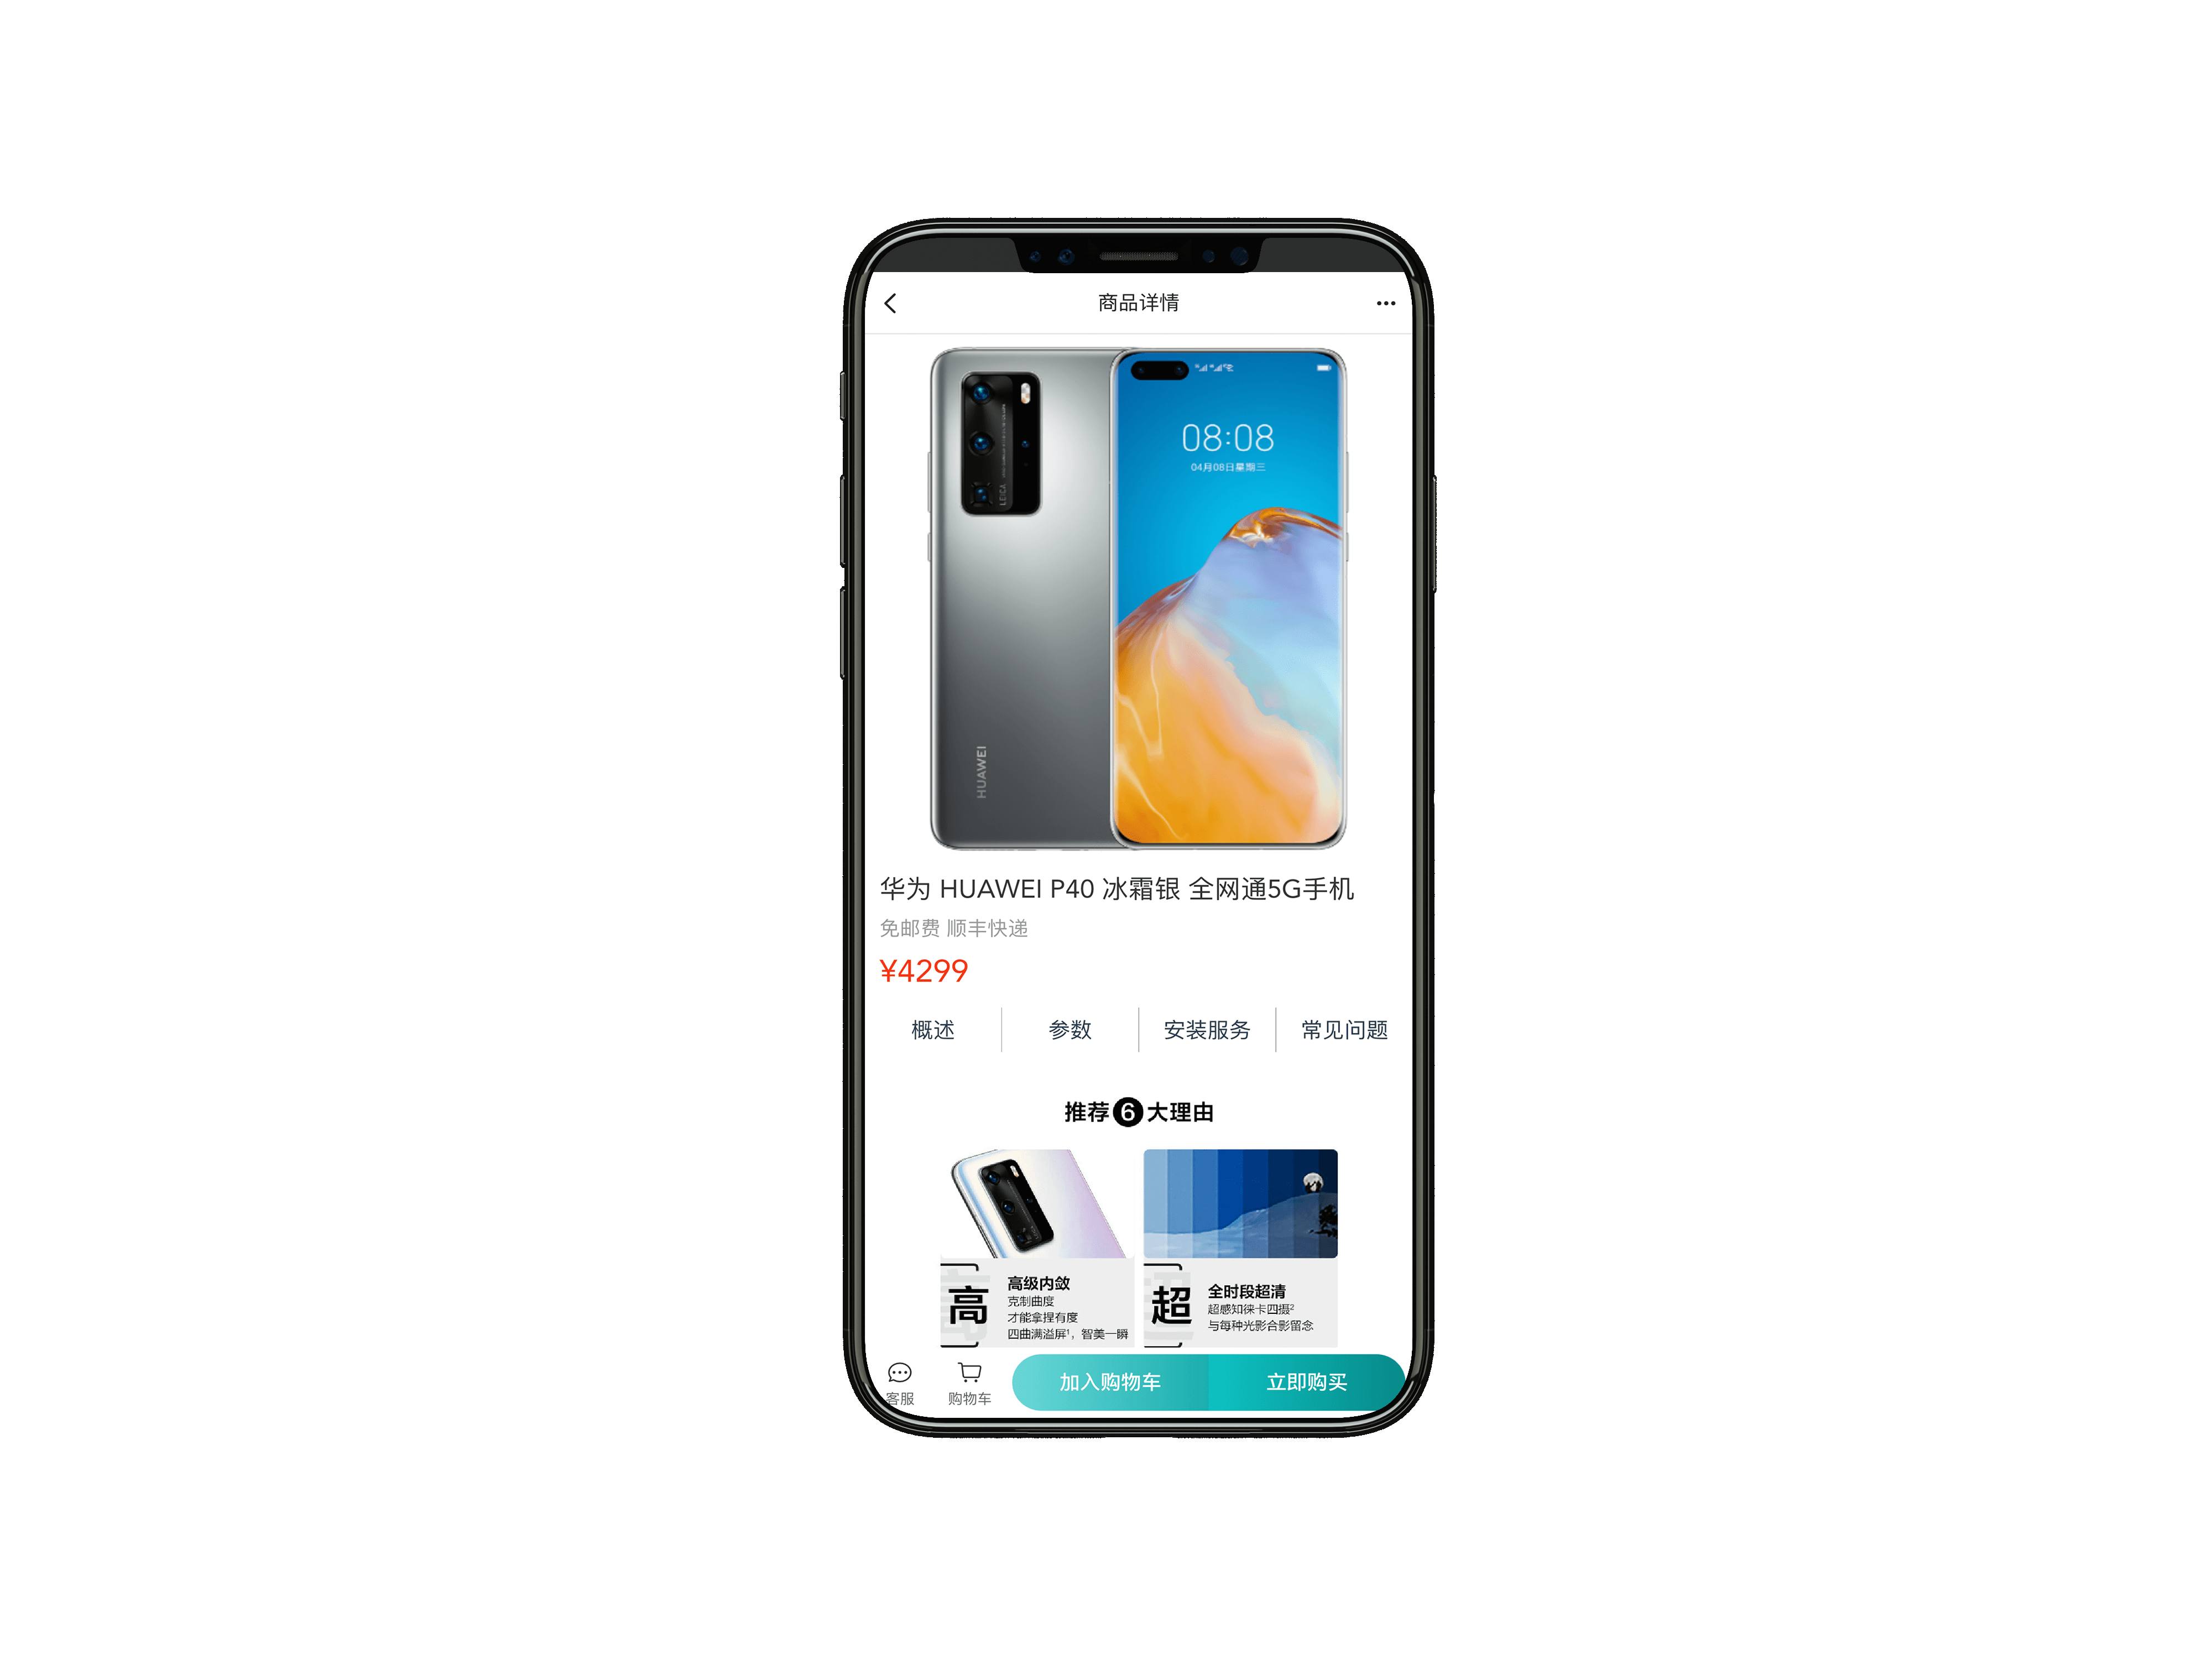 商品详情
08:08
04月08日星期三
LEICA
HUAWEI
华为 HUAWEI P40 冰霜银 全网通5G手机
免邮费 顺丰快递
¥4299
概述 参数 安装服务 常见问题
推荐6大理由
高
高级内敛
克制曲度
才能拿捏有度
四曲满溢屏¹，智美一瞬
超
全时段超清
超感知徕卡四摄²
与每种光影合影留念
客服
购物车
加入购物车
立即购买